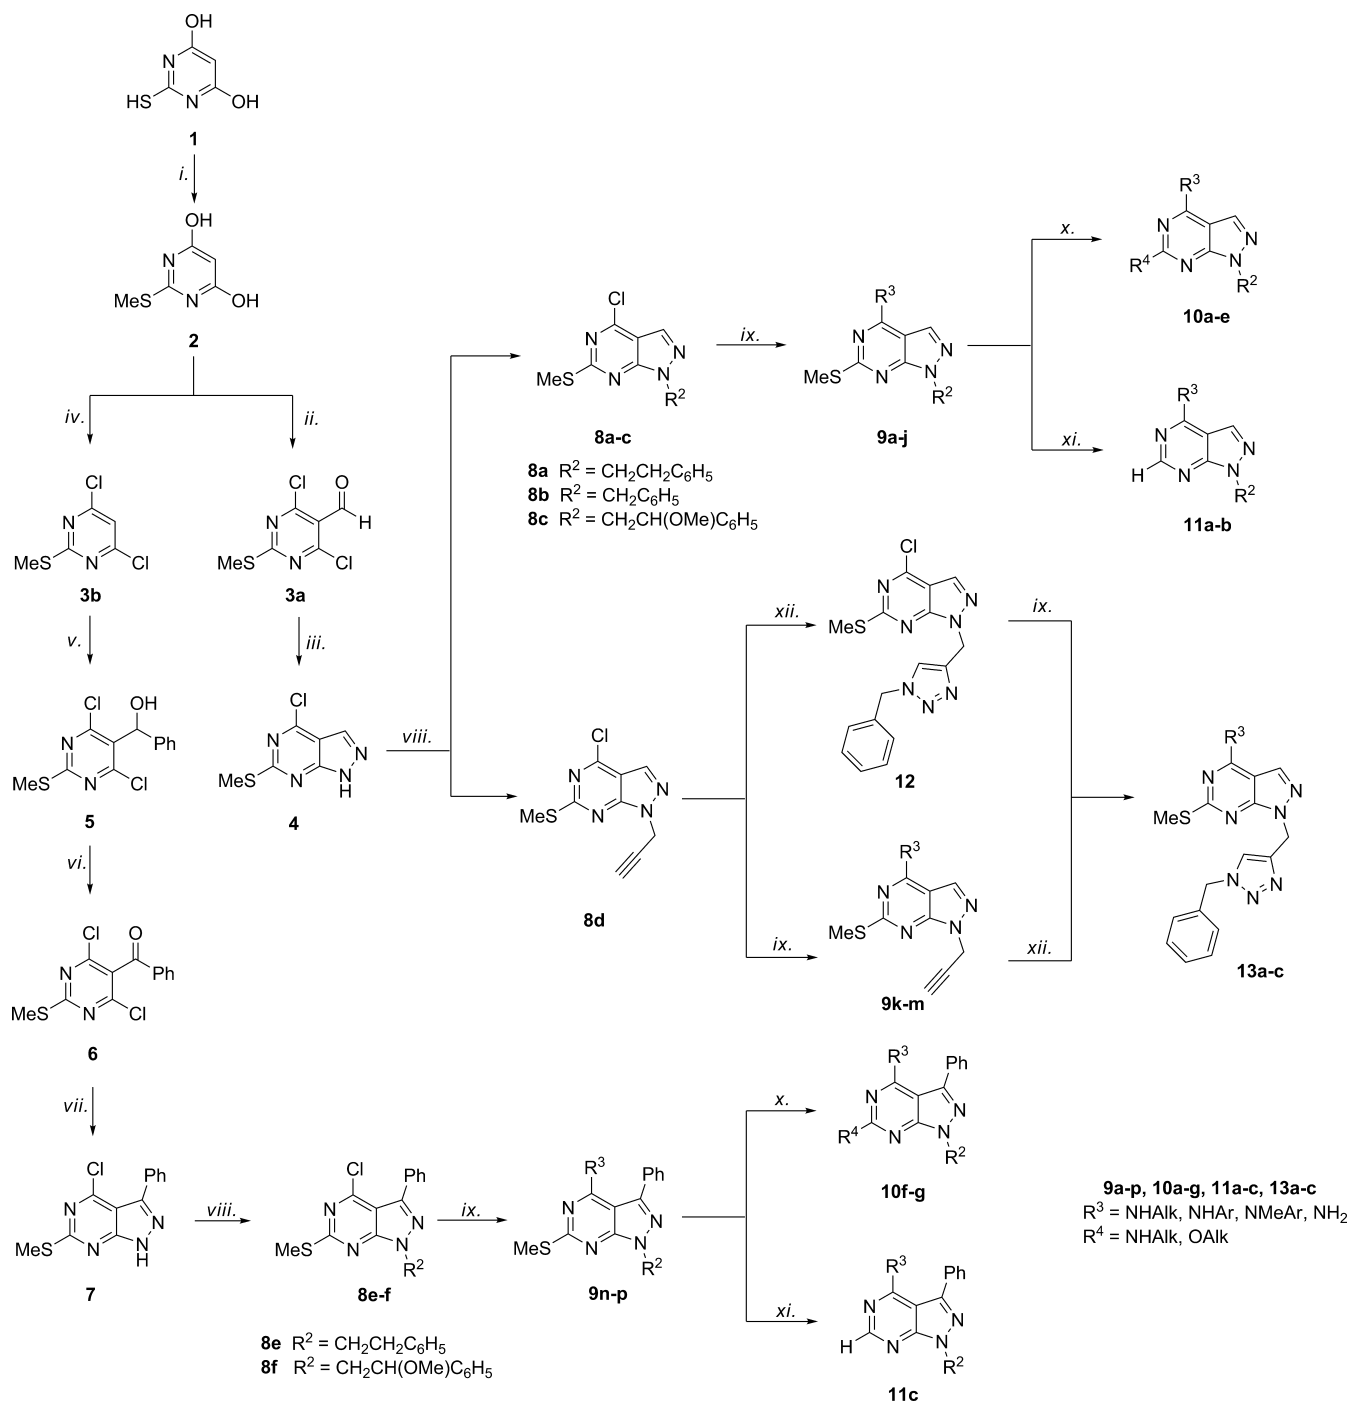 OH
N
HS
N
OH
1
i.
OH
N
MeS
N
OH
2
iv.
ii.
Cl
N
MeS
N
Cl
3b
Cl
O
N
H
MeS
N
Cl
3a
v.
iii.
Cl
OH
N
Ph
MeS
N
Cl
5
Cl
N
N
MeS
N
N
H
4
vi.
Cl
O
N
Ph
MeS
N
Cl
6
vii.
Cl
Ph
N
N
MeS
N
N
H
7
viii.
Cl
N
N
MeS
N
N
R2
8a-c
8a R2 = CH2CH2C6H5
8b R2 = CH2C6H5
8c R2 = CH2CH(OMe)C6H5
ix.
R3
N
N
MeS
N
N
R2
9a-j
x.
R3
N
N
R4
N
N
R2
10a-e
xi.
R3
N
N
H
N
N
R2
11a-b
Cl
N
N
MeS
N
N
8d
xii.
Cl
N
N
MeS
N
N
N
N
N
12
ix.
ix.
R3
N
N
MeS
N
N
9k-m
xii.
R3
N
N
MeS
N
N
N
N
N
13a-c
viii.
Cl
Ph
N
N
MeS
N
N
R2
8e-f
8e R2 = CH2CH2C6H5
8f R2 = CH2CH(OMe)C6H5
ix.
R3
Ph
N
N
MeS
N
N
R2
9n-p
x.
R3
Ph
N
N
R4
N
N
R2
10f-g
xi.
R3
Ph
N
N
H
N
N
R2
11c
9a-p, 10a-g, 11a-c, 13a-c
R3 = NHAlk, NHAr, NMeAr, NH2
R4 = NHAlk, OAlk